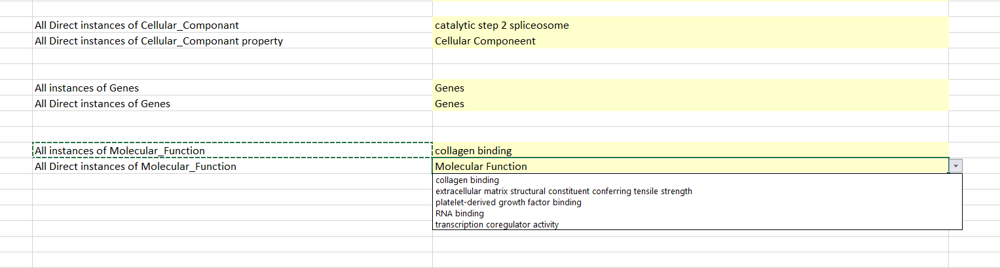 All Direct instances of Cellular_Componant
catalytic step 2 spliceosome
All Direct instances of Cellular_Componant property
Cellular Componeent
All instances of Genes
Genes
All Direct instances of Genes
Genes
All instances of Molecular_Function
collagen binding
All Direct instances of Molecular_Function
Molecular Function
collagen binding
extracellular matrix structural constituent conferring tensile strength
platelet-derived growth factor binding
RNA binding
transcription coregulator activity